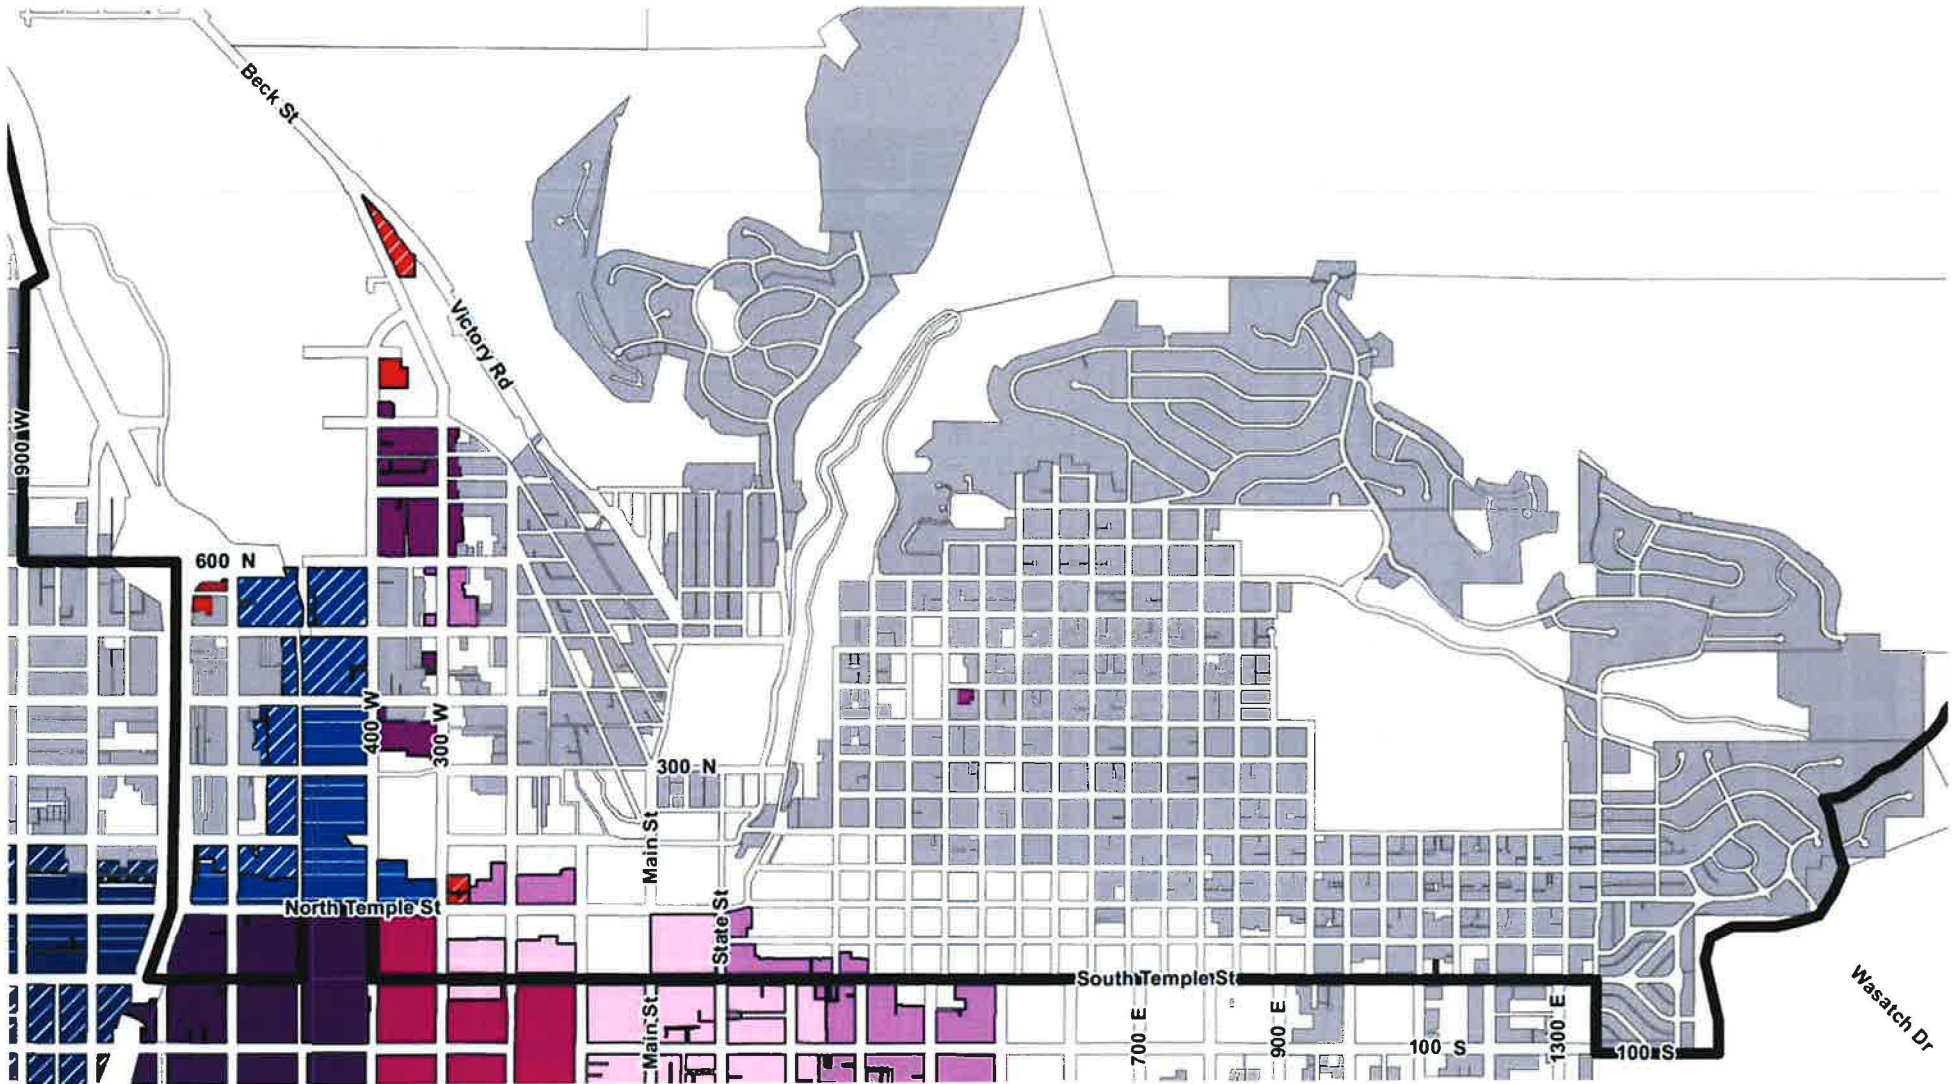 Beck St
Victory Rd
900 W
600 N
400 W
300 W
300 N
Main St
North Temple St
State St
South Temple St
Wasatch Dr
Main St
700 E
900 E
100 S
1300 E
100 S